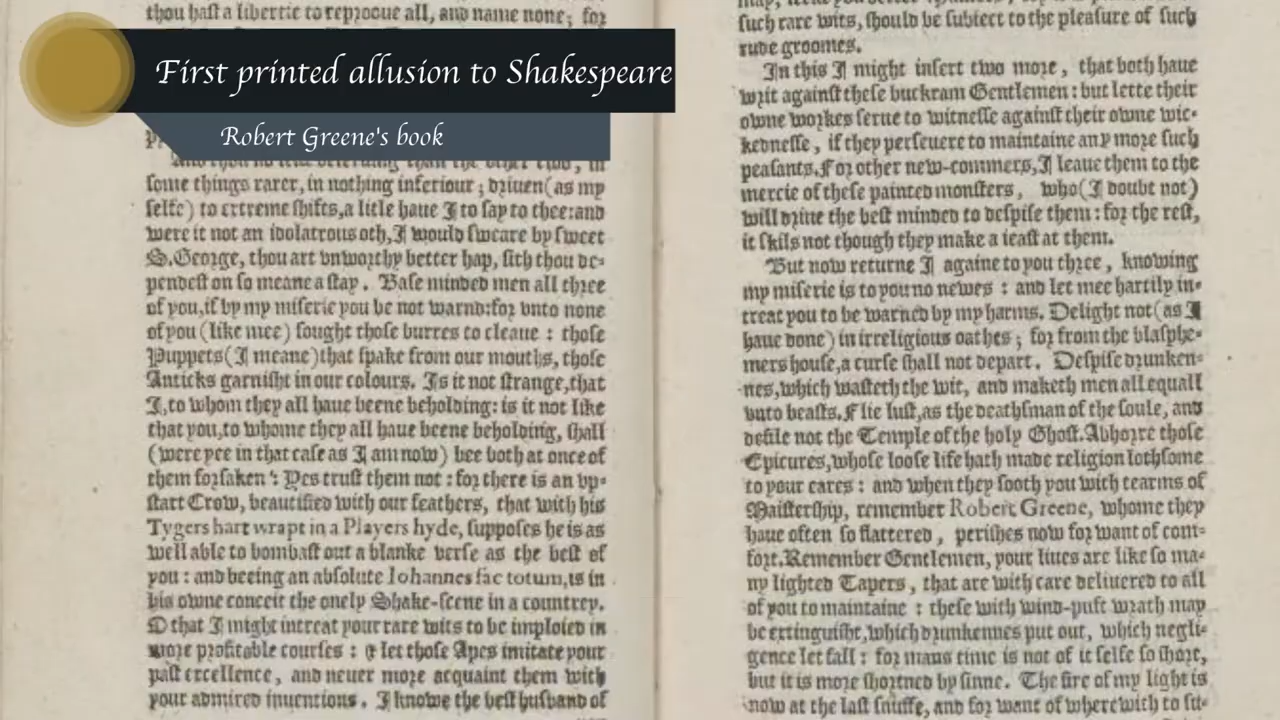 thou hast a libertie to reprooue all, and name none; for
First printed allusion to Shakespeare
Robert Greene's book
And thou no lesse deseruing than the other two, in
some things rarer, in nothing inferiour; driuen(as my
selfe) to extreme shifts,a litle haue I to say to thee:and
were it not an idolatrous oth,I would sweare by sweet
S.George, thou art vnworthy better hap, sith thou de-
pendest on so meane a stay. Base minded men all three
of you,if by my miserie you be not warnd:for vnto none
of you (like mee) sought those burres to cleaue : those
Puppets(I meane)that spake from our mouths, those
Anticks garnisht in our colours. Is it not strange,that
I,to whom they all haue beene beholding: is it not like
that you,to whome they all haue beene beholding, shall
(were yee in that case as I am now) bee both at once of
them forsaken ? Yes trust them not : for there is an vp-
start Crow, beautified with our feathers, that with his
Tygers hart wrapt in a Players hyde, supposes he is as
well able to bombast out a blanke verse as the best of
you : and beeing an absolute Iohannes fac totum,is in
his owne conceit the onely Shake-scene in a countrey.
O that I might intreat your rare wits to be imploied in
more profitable courses : & let those Apes imitate your
past excellence, and neuer more acquaint them with
your admired inuentions. I knowe the best husband of
such rare wits, should be subiect to the pleasure of such
rude groomes.
In this I might insert two more, that both haue
writ against these buckram Gentlemen : but lette their
owne workes serue to witnesse against their owne wic-
kednesse, if they perseuere to maintaine any more such
peasants.For other new-commers,I leaue them to the
mercie of these painted monsters, who(I doubt not)
will driue the best minded to despise them : for the rest,
it skils not though they make a ieast at them.
But now returne I againe to you three, knowing
my miserie is to you no newes : and let mee hartily in-
treat you to be warned by my harms. Delight not(as I
haue done) in irreligious oathes; for from the blasphe-
mers house,a curse shall not depart. Despise drunken-
nes,which wasteth the wit, and maketh men all equall
vnto beasts.Flie lust,as the deathsman of the soule, and
defile not the Temple of the holy Ghost.Abhorre those
Epicures,whose loose life hath made religion lothsome
to your eares : and when they sooth you with tearms of
Maistership, remember Robert Greene, whome they
haue often so flattered, perishes now for want of com-
fort.Remember Gentlemen, your liues are like so ma-
ny lighted Tapers, that are with care deliuered to all
of you to maintaine : these with wind-puft wrath may
be extinguisht,which drunkennes put out, which negli-
gence let fall : for mans time is not of it selfe so short,
but it is more shortned by sinne. The fire of my light is
now at the last snuffe, and for want of wherewith to su-